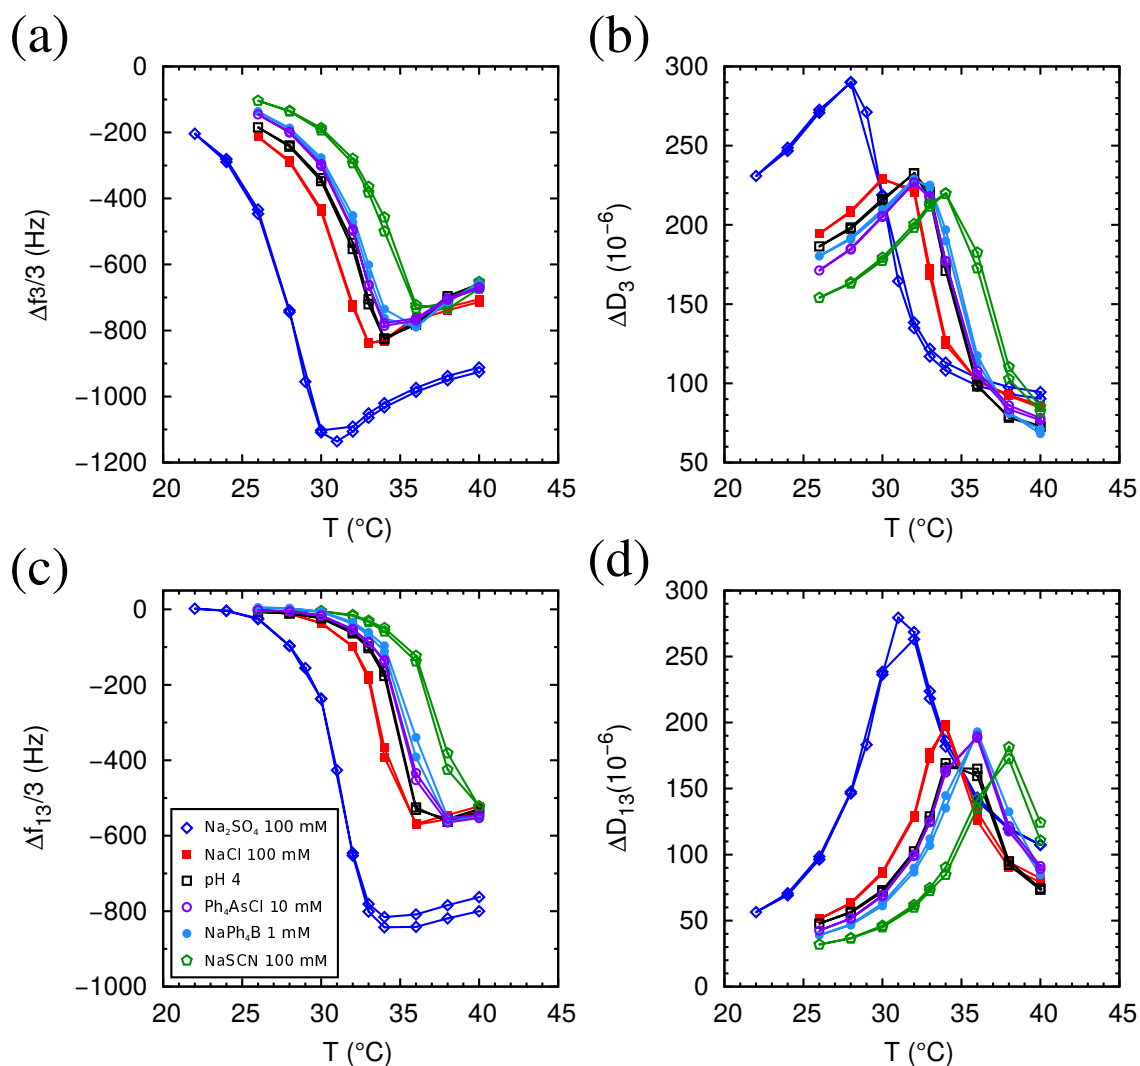 (a)
0
−200
−400
−600
−800
−1000
−1200
20 25 30 35 40 45
T (°C)
Δf3/3 (Hz)
(b)
300
250
200
150
100
50
20 25 30 35 40 45
T (°C)
ΔD₃ (10⁻⁶)
(c)
0
−200
−400
−600
−800
−1000
20 25 30 35 40 45
T (°C)
Δf₁₃/3 (Hz)
Na₂SO₄ 100 mM
NaCl 100 mM
pH 4
Ph₄AsCl 10 mM
NaPh₄B 1 mM
NaSCN 100 mM
(d)
300
250
200
150
100
50
0
20 25 30 35 40 45
T (°C)
ΔD₁₃(10⁻⁶)